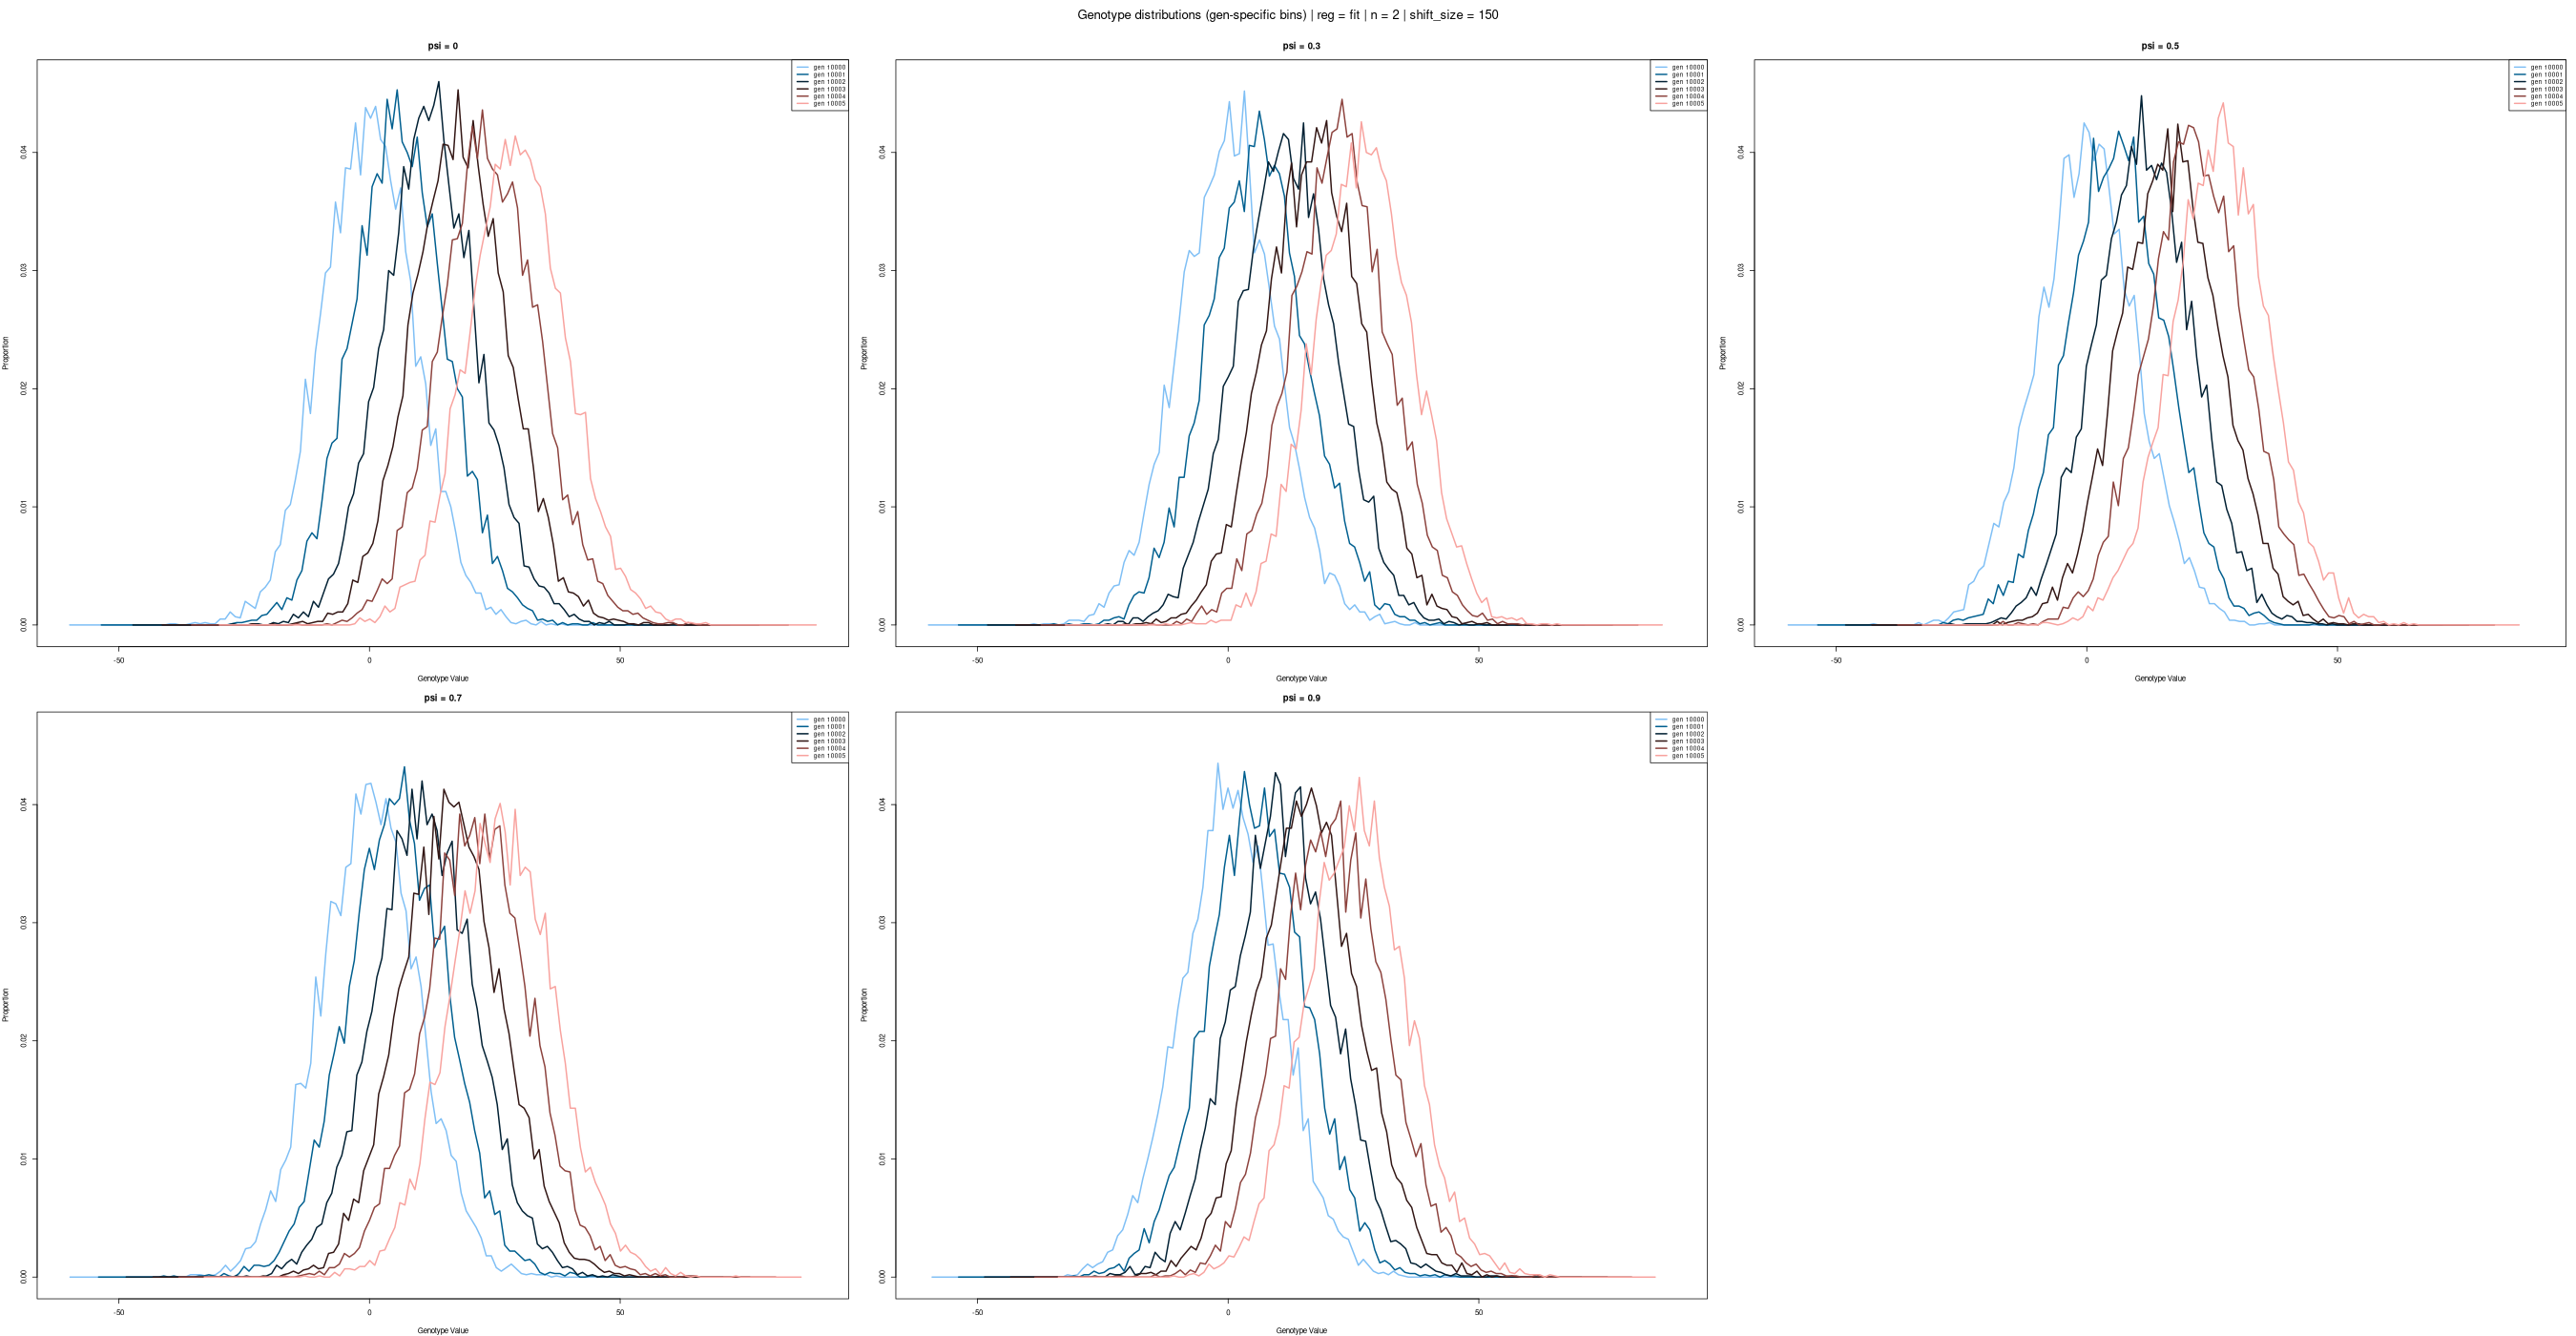 Genotype distributions (gen-specific bins) | reg = fit | n = 2 | shift_size = 150
psi = 0
gen 10000
gen 10001
gen 10002
gen 10003
gen 10004
gen 10005
Proportion
0.04
0.03
0.02
0.01
0.00
-50 0 50
Genotype Value
psi = 0.3
gen 10000
gen 10001
gen 10002
gen 10003
gen 10004
gen 10005
Proportion
0.04
0.03
0.02
0.01
0.00
-50 0 50
Genotype Value
psi = 0.5
gen 10000
gen 10001
gen 10002
gen 10003
gen 10004
gen 10005
Proportion
0.04
0.03
0.02
0.01
0.00
-50 0 50
Genotype Value
psi = 0.7
gen 10000
gen 10001
gen 10002
gen 10003
gen 10004
gen 10005
Proportion
0.04
0.03
0.02
0.01
0.00
-50 0 50
Genotype Value
psi = 0.9
gen 10000
gen 10001
gen 10002
gen 10003
gen 10004
gen 10005
Proportion
0.04
0.03
0.02
0.01
0.00
-50 0 50
Genotype Value